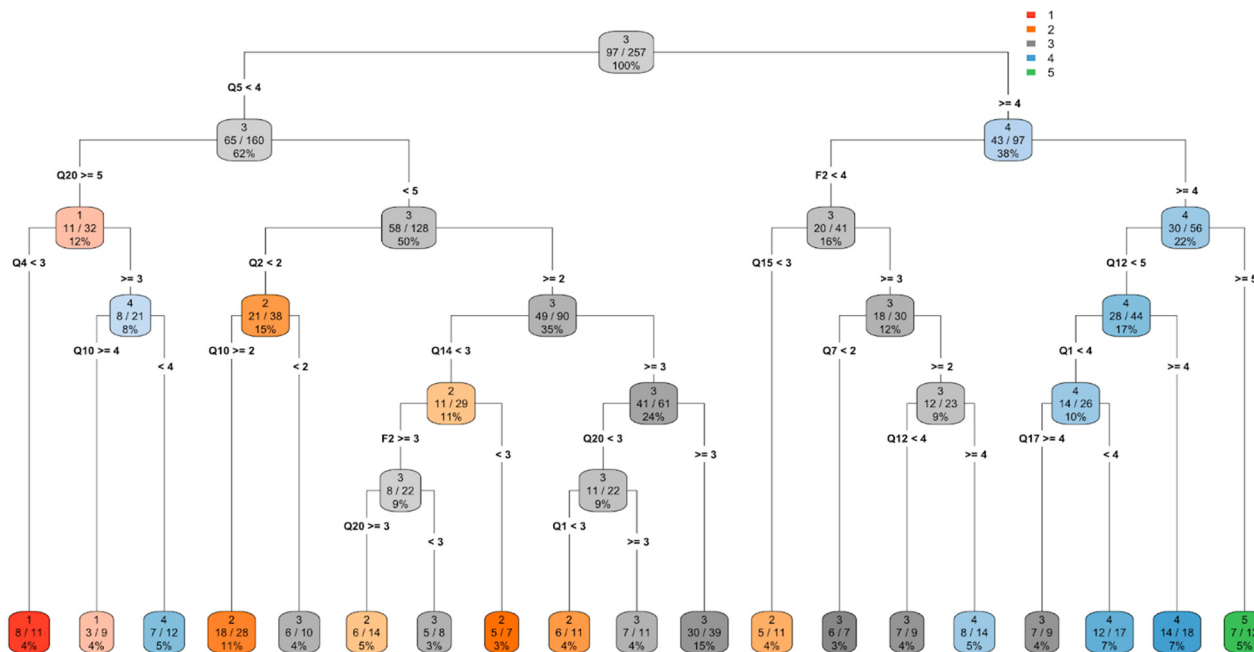 1
2
3
4
5
3
97 / 257
100%
Q5 < 4
>= 4
3
65 / 160
62%
4
43 / 97
38%
Q20 >= 5
< 5
F2 < 4
>= 4
1
11 / 32
12%
3
58 / 128
50%
3
20 / 41
16%
4
30 / 56
22%
Q4 < 3
>= 3
Q2 < 2
>= 2
Q15 < 3
>= 3
Q12 < 5
>= 5
4
8 / 21
8%
2
21 / 38
15%
3
49 / 90
35%
3
18 / 30
12%
4
28 / 44
17%
Q10 >= 4
< 4
Q10 >= 2
< 2
Q14 < 3
>= 3
Q7 < 2
>= 2
Q1 < 4
>= 4
2
11 / 29
11%
3
41 / 61
24%
3
12 / 23
9%
4
14 / 26
10%
F2 >= 3
< 3
Q20 < 3
>= 3
Q12 < 4
>= 4
Q17 >= 4
< 4
3
8 / 22
9%
3
11 / 22
9%
Q20 >= 3
< 3
Q1 < 3
>= 3
1
8 / 11
4%
1
3 / 9
4%
4
7 / 12
5%
2
18 / 28
11%
3
6 / 10
4%
2
6 / 14
5%
3
5 / 8
3%
2
5 / 7
3%
2
6 / 11
4%
3
7 / 11
4%
3
30 / 39
15%
2
5 / 11
4%
3
6 / 7
3%
3
7 / 9
4%
4
8 / 14
5%
3
7 / 9
4%
4
12 / 17
7%
4
14 / 18
7%
5
7 / 12
5%